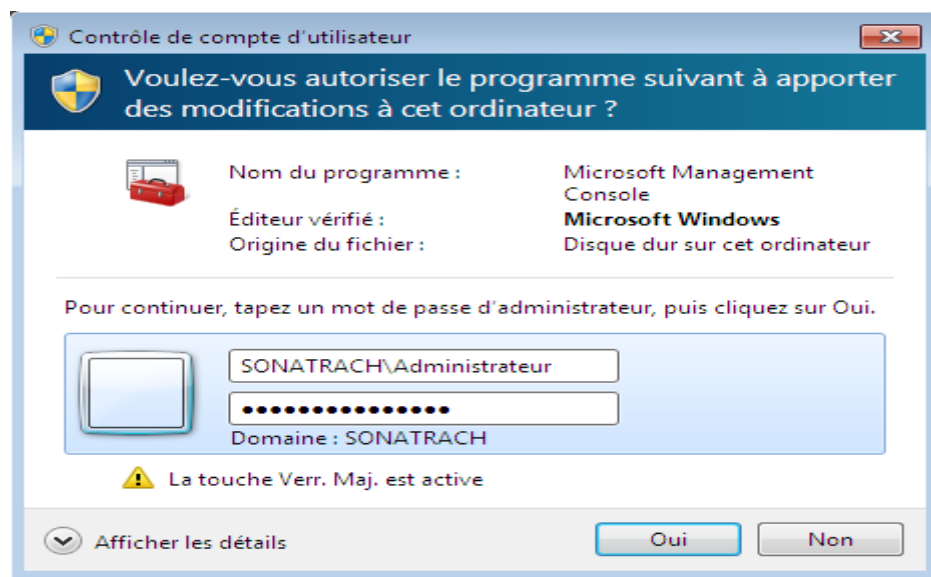 Contrôle de compte d'utilisateur
Voulez-vous autoriser le programme suivant à apporter
des modifications à cet ordinateur ?
Nom du programme : Microsoft Management
Console
Éditeur vérifié : Microsoft Windows
Origine du fichier : Disque dur sur cet ordinateur
Pour continuer, tapez un mot de passe d'administrateur, puis cliquez sur Oui.
SONATRACH\Administrateur
●●●●●●●●●●●●●●●
Domaine : SONATRACH
La touche Verr. Maj. est active
Afficher les détails
Oui
Non